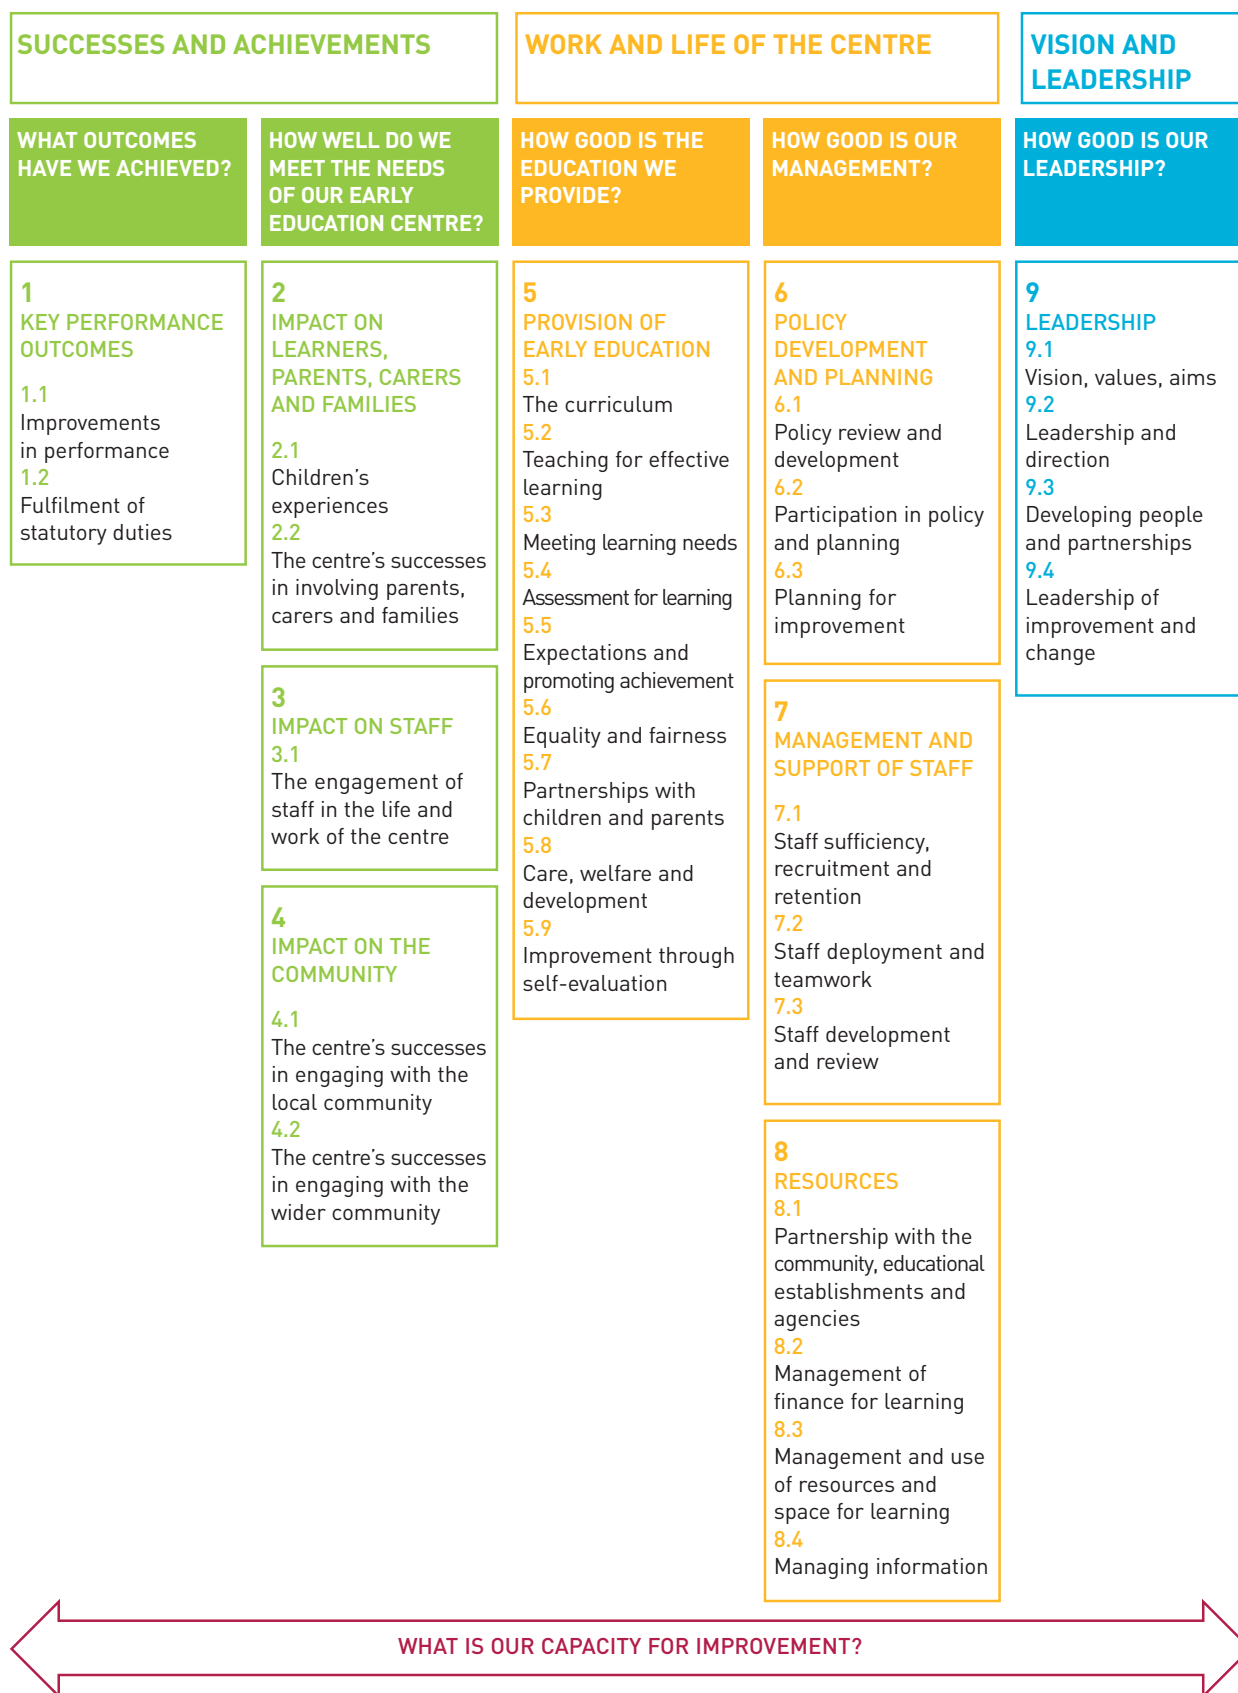 SUCCESSES AND ACHIEVEMENTS
WORK AND LIFE OF THE CENTRE
VISION AND
LEADERSHIP
WHAT OUTCOMES
HAVE WE ACHIEVED?
HOW WELL DO WE
MEET THE NEEDS
OF OUR EARLY
EDUCATION CENTRE?
HOW GOOD IS THE
EDUCATION WE
PROVIDE?
HOW GOOD IS OUR
MANAGEMENT?
HOW GOOD IS OUR
LEADERSHIP?
1
KEY PERFORMANCE
OUTCOMES
1.1
Improvements
in performance
1.2
Fulfilment of
statutory duties
2
IMPACT ON
LEARNERS,
PARENTS, CARERS
AND FAMILIES
2.1
Children’s
experiences
2.2
The centre’s successes
in involving parents,
carers and families
3
IMPACT ON STAFF
3.1
The engagement of
staff in the life and
work of the centre
4
IMPACT ON THE
COMMUNITY
4.1
The centre’s successes
in engaging with the
local community
4.2
The centre’s successes
in engaging with the
wider community
5
PROVISION OF
EARLY EDUCATION
5.1
The curriculum
5.2
Teaching for effective
learning
5.3
Meeting learning needs
5.4
Assessment for learning
5.5
Expectations and
promoting achievement
5.6
Equality and fairness
5.7
Partnerships with
children and parents
5.8
Care, welfare and
development
5.9
Improvement through
self-evaluation
6
POLICY
DEVELOPMENT
AND PLANNING
6.1
Policy review and
development
6.2
Participation in policy
and planning
6.3
Planning for
improvement
7
MANAGEMENT AND
SUPPORT OF STAFF
7.1
Staff sufficiency,
recruitment and
retention
7.2
Staff deployment and
teamwork
7.3
Staff development
and review
8
RESOURCES
8.1
Partnership with the
community, educational
establishments and
agencies
8.2
Management of
finance for learning
8.3
Management and use
of resources and
space for learning
8.4
Managing information
9
LEADERSHIP
9.1
Vision, values, aims
9.2
Leadership and
direction
9.3
Developing people
and partnerships
9.4
Leadership of
improvement and
change
WHAT IS OUR CAPACITY FOR IMPROVEMENT?